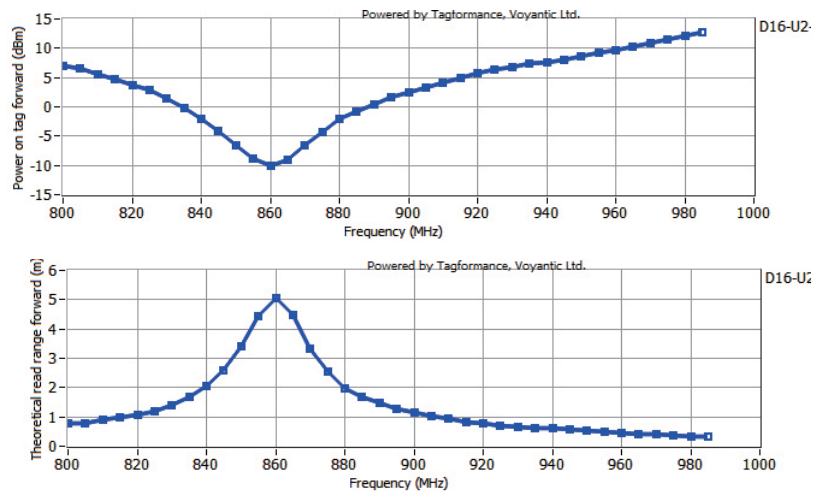 Powered by Tagformance, Voyantic Ltd.
D16-U2-
Power on tag forward (dBm)
15
10
5
0
-5
-10
-15
800 820 840 860 880 900 920 940 960 980 1000
Frequency (MHz)
Powered by Tagformance, Voyantic Ltd.
D16-U2
Theoretical read range forward (m)
6
5
4
3
2
1
0
800 820 840 860 880 900 920 940 960 980 1000
Frequency (MHz)